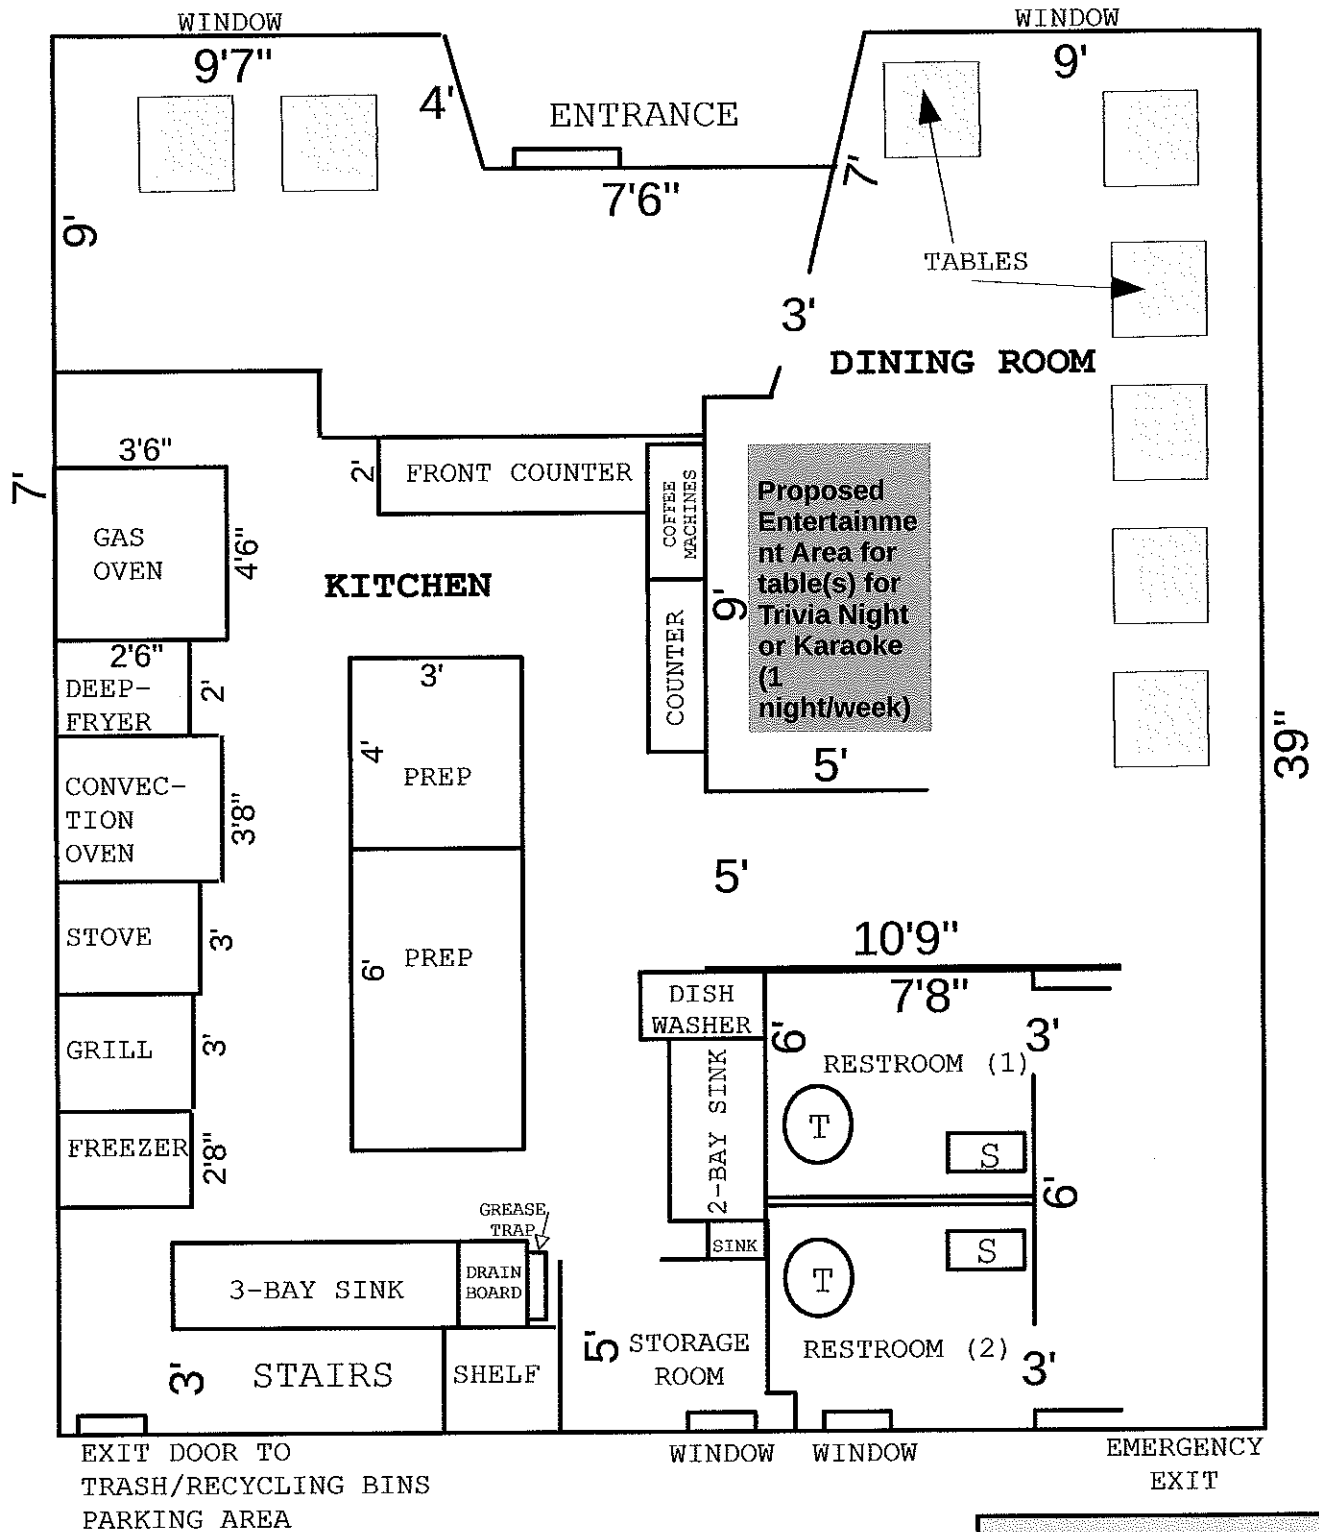 WINDOW
WINDOW
9'7"
9'
4'
ENTRANCE
7'
7'6"
9'
TABLES
3'
DINING ROOM
7'
3'6"
2'
FRONT COUNTER
COFFEE
MACHINES
GAS
OVEN
4'6"
KITCHEN
Proposed
Entertainme
nt Area for
table(s) for
Trivia Night
or Karaoke
(1
night/week)
9'
COUNTER
2'6"
DEEP-
FRYER
2'
3'
4'
PREP
5'
39"
CONVEC-
TION
OVEN
3'8"
5'
STOVE
3'
6'
PREP
10'9"
7'8"
DISH
WASHER
6'
3'
GRILL
3'
RESTROOM (1)
2-BAY SINK
T
S
FREEZER
2'8"
6'
GREASE
TRAP
SINK
S
3-BAY SINK
DRAIN
BOARD
T
5'
STORAGE
ROOM
RESTROOM (2)
3'
3'
STAIRS
SHELF
EXIT DOOR TO
TRASH/RECYCLING BINS
PARKING AREA
WINDOW
WINDOW
EMERGENCY
EXIT